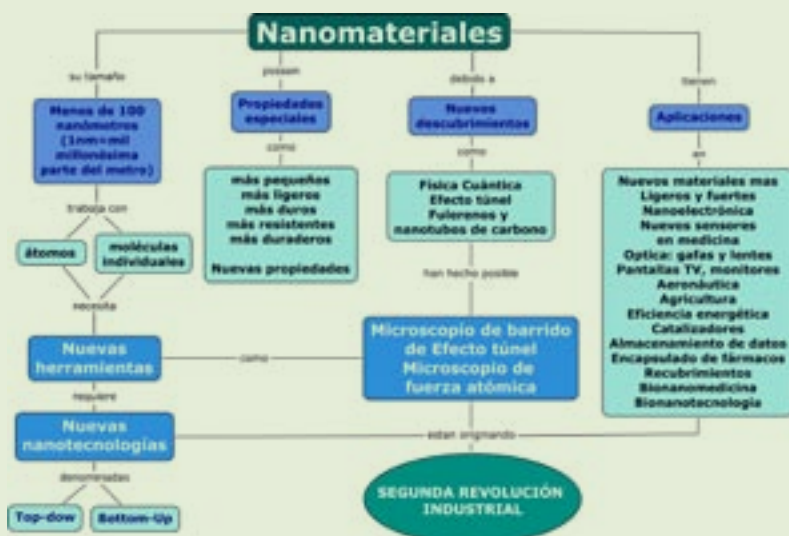 Nanomateriales
su tamaño
poseen
debido a
tienen
Menos de 100
nanómetros
(1nm=mil
millonésima
parte del metro)
Propiedades
especiales
Nuevos
descubrimientos
Aplicaciones
trabaja con
como
como
en
átomos
moléculas
individuales
más pequeños
más ligeros
más duros
más resistentes
más duraderos
Nuevas propiedades
Física Cuántica
Efecto túnel
Fulerenos y
nanotubos de carbono
Nuevos materiales mas
Ligeros y fuertes
Nanoelectrónica
Nuevos sensores
en medicina
Optica: gafas y lentes
Pantallas TV, monitores
Aeronáutica
Agricultura
Eficiencia energética
Catalizadores
Almacenamiento de datos
Encapsulado de fármacos
Recubrimientos
Bionanomedicina
Bionanotecnología
necesita
han hecho posible
Nuevas
herramientas
como
Microscopio de barrido
de Efecto túnel
Microscopio de
fuerza atómica
requiere
Nuevas
nanotecnologías
estan originando
denominadas
Top-dow
Bottom-Up
SEGUNDA REVOLUCIÓN
INDUSTRIAL